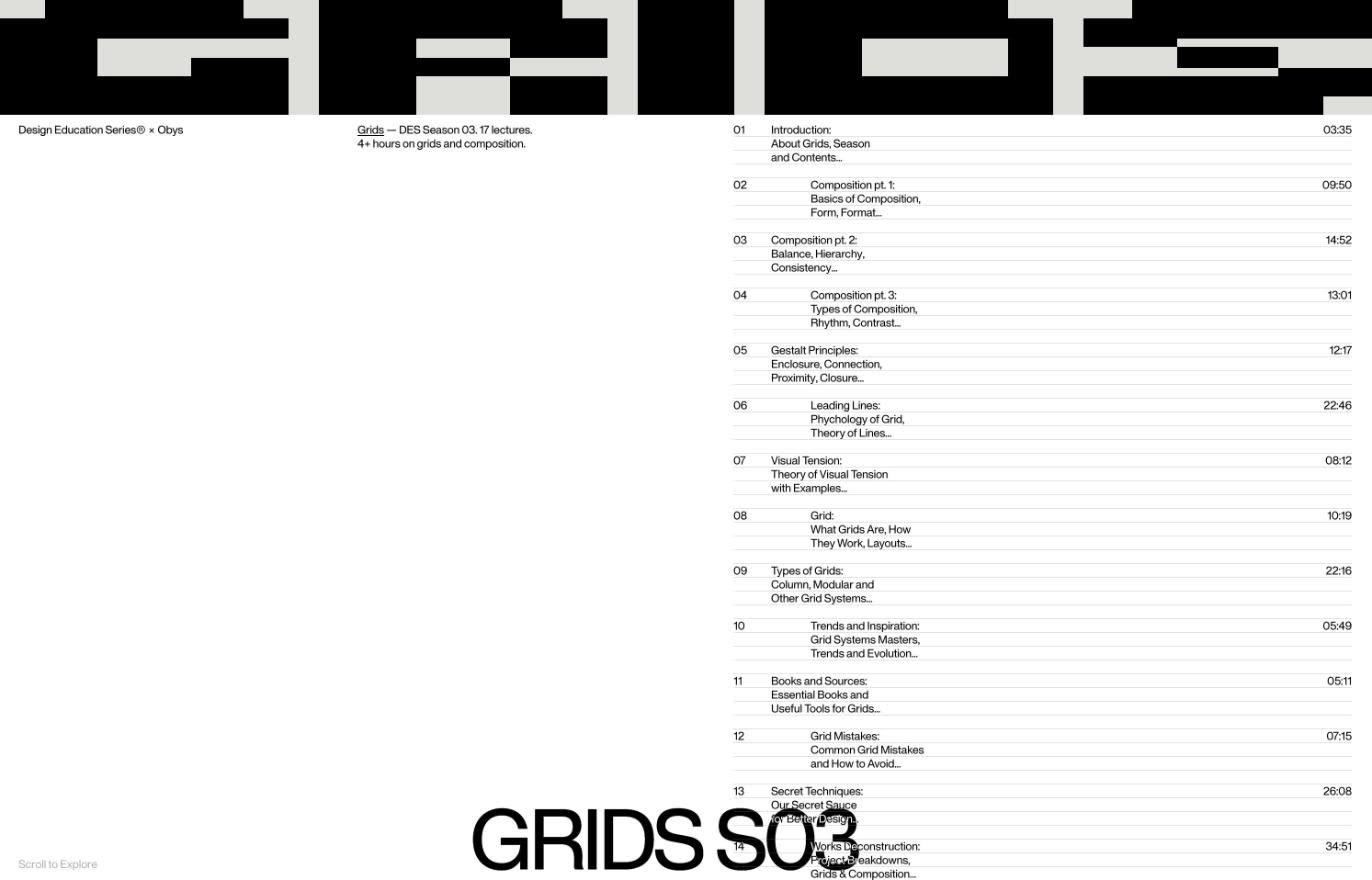 GRIDS
Design Education Series® × Obys
Grids — DES Season 03. 17 lectures.
4+ hours on grids and composition.
01 Introduction: 03:35
About Grids, Season
and Contents...
02 Composition pt. 1: 09:50
Basics of Composition,
Form, Format...
03 Composition pt. 2: 14:52
Balance, Hierarchy,
Consistency...
04 Composition pt. 3: 13:01
Types of Composition,
Rhythm, Contrast...
05 Gestalt Principles: 12:17
Enclosure, Connection,
Proximity, Closure...
06 Leading Lines: 22:46
Phychology of Grid,
Theory of Lines...
07 Visual Tension: 08:12
Theory of Visual Tension
with Examples...
08 Grid: 10:19
What Grids Are, How
They Work, Layouts...
09 Types of Grids: 22:16
Column, Modular and
Other Grid Systems...
10 Trends and Inspiration: 05:49
Grid Systems Masters,
Trends and Evolution...
11 Books and Sources: 05:11
Essential Books and
Useful Tools for Grids...
12 Grid Mistakes: 07:15
Common Grid Mistakes
and How to Avoid...
13 Secret Techniques: 26:08
Our Secret Sauce
for Better Design...
14 Works Deconstruction: 34:51
Project Breakdowns,
Grids & Composition...
GRIDS S03
Scroll to Explore